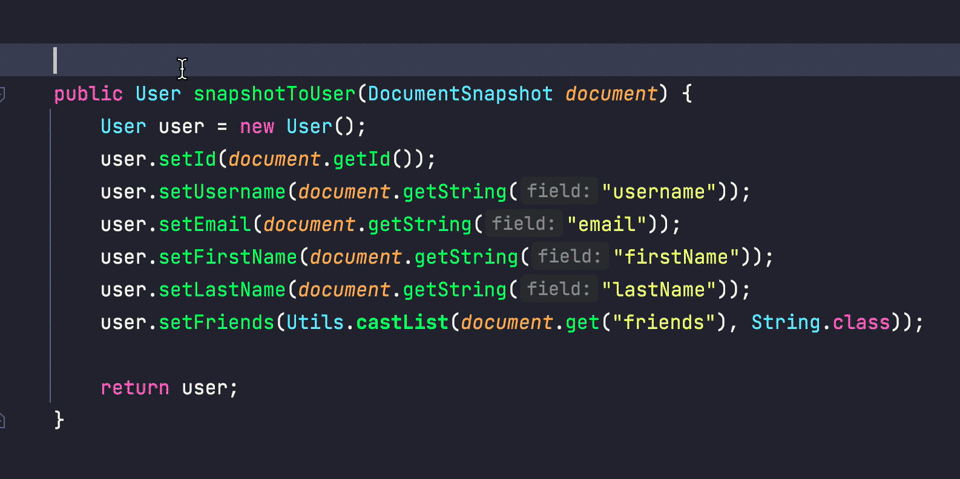 public User snapshotToUser(DocumentSnapshot document) {
User user = new User();
user.setId(document.getId());
user.setUsername(document.getString( field: "username"));
user.setEmail(document.getString( field: "email"));
user.setFirstName(document.getString( field: "firstName"));
user.setLastName(document.getString( field: "lastName"));
user.setFriends(Utils.castList(document.get("friends"), String.class));
return user;
}